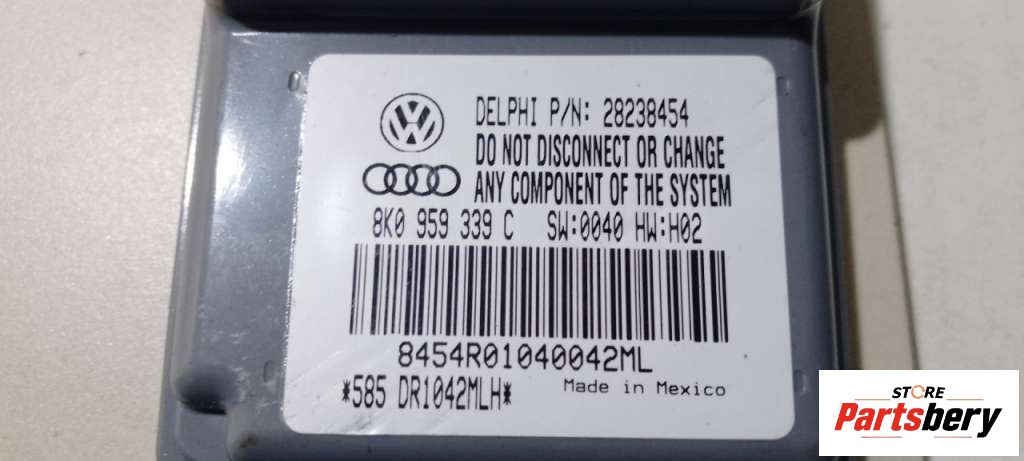 DELPHI P/N: 28238454
DO NOT DISCONNECT OR CHANGE
ANY COMPONENT OF THE SYSTEM
8K0 959 339 C SW:0040 HW:H02
8454R01040042ML
*585 DR1042MLH*
Made in Mexico
STORE
Partsbery